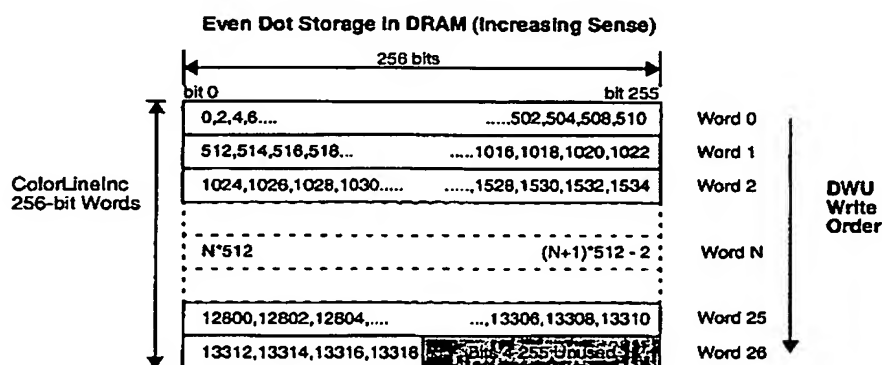 Even Dot Storage in DRAM (Increasing Sense)
256 bits
bit 0 bit 255
0,2,4,6.... .....502,504,508,510 Word 0
512,514,516,518... .....1016,1018,1020,1022 Word 1
1024,1026,1028,1030..... .....,1528,1530,1532,1534 Word 2
ColorLineInc
256-bit Words
DWU
Write
Order
N*512 (N+1)*512 - 2 Word N
12800,12802,12804,.... ...,13306,13308,13310 Word 25
13312,13314,13316,13318 Bits 4-255 Unused Word 26